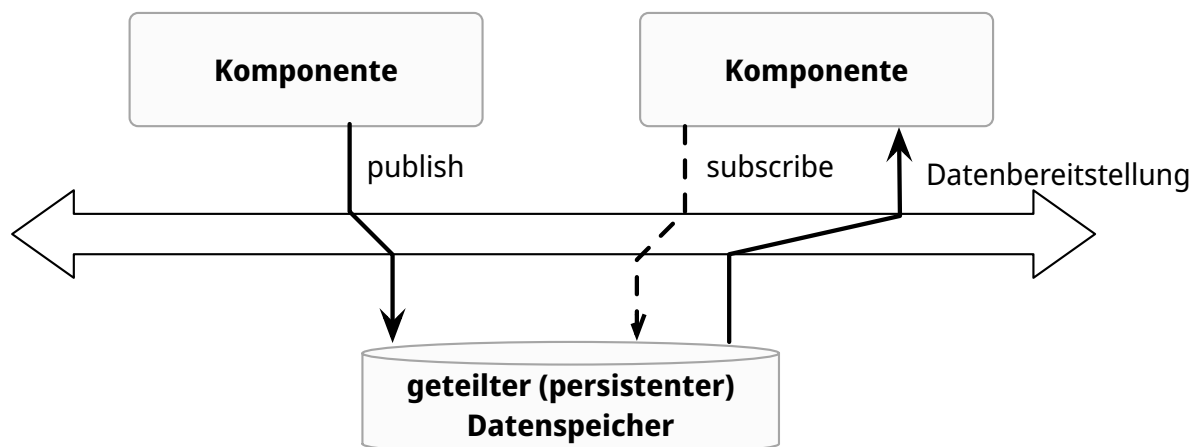 Komponente
Komponente
publish
subscribe
Datenbereitstellung
geteilter (persistenter)
Datenspeicher